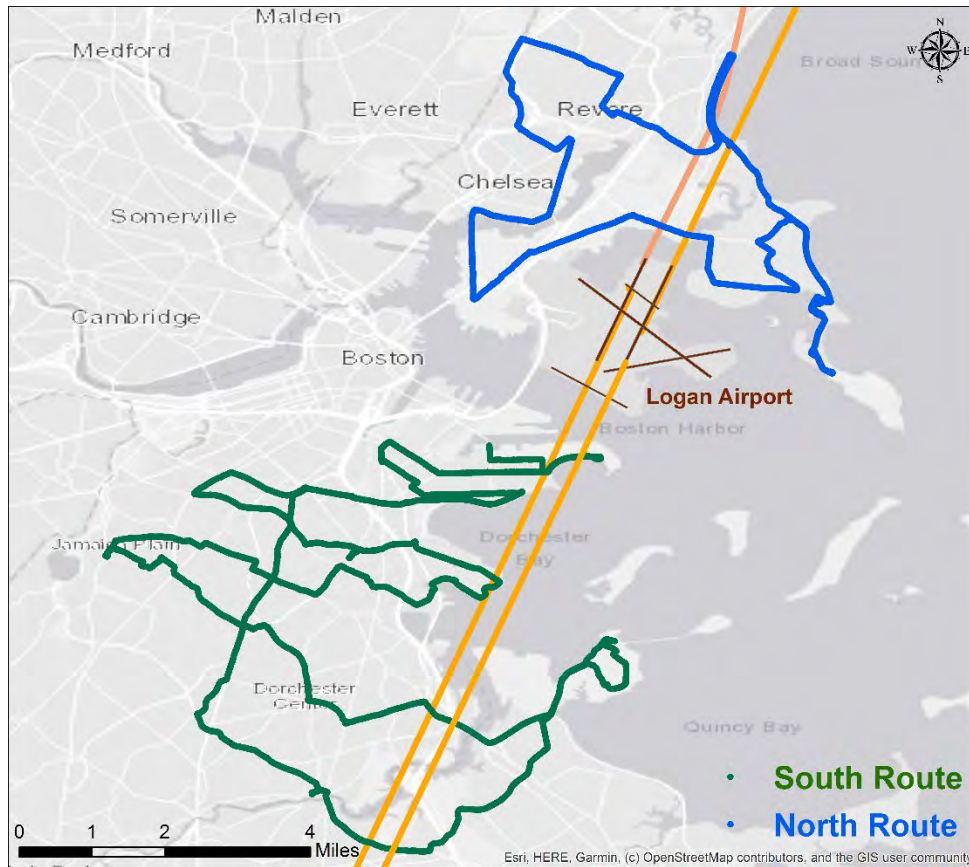 Malden
Medford
N
W E
S
Broad Sound
Everett
Revere
Chelsea
Somerville
Cambridge
Boston
Logan Airport
Boston Harbor
Jamaica Plain
Dorchester
Bay
Dorchester
Center
Quincy Bay
South Route
North Route
0 1 2 4
Miles
Esri, HERE, Garmin, (c) OpenStreetMap contributors, and the GIS user community